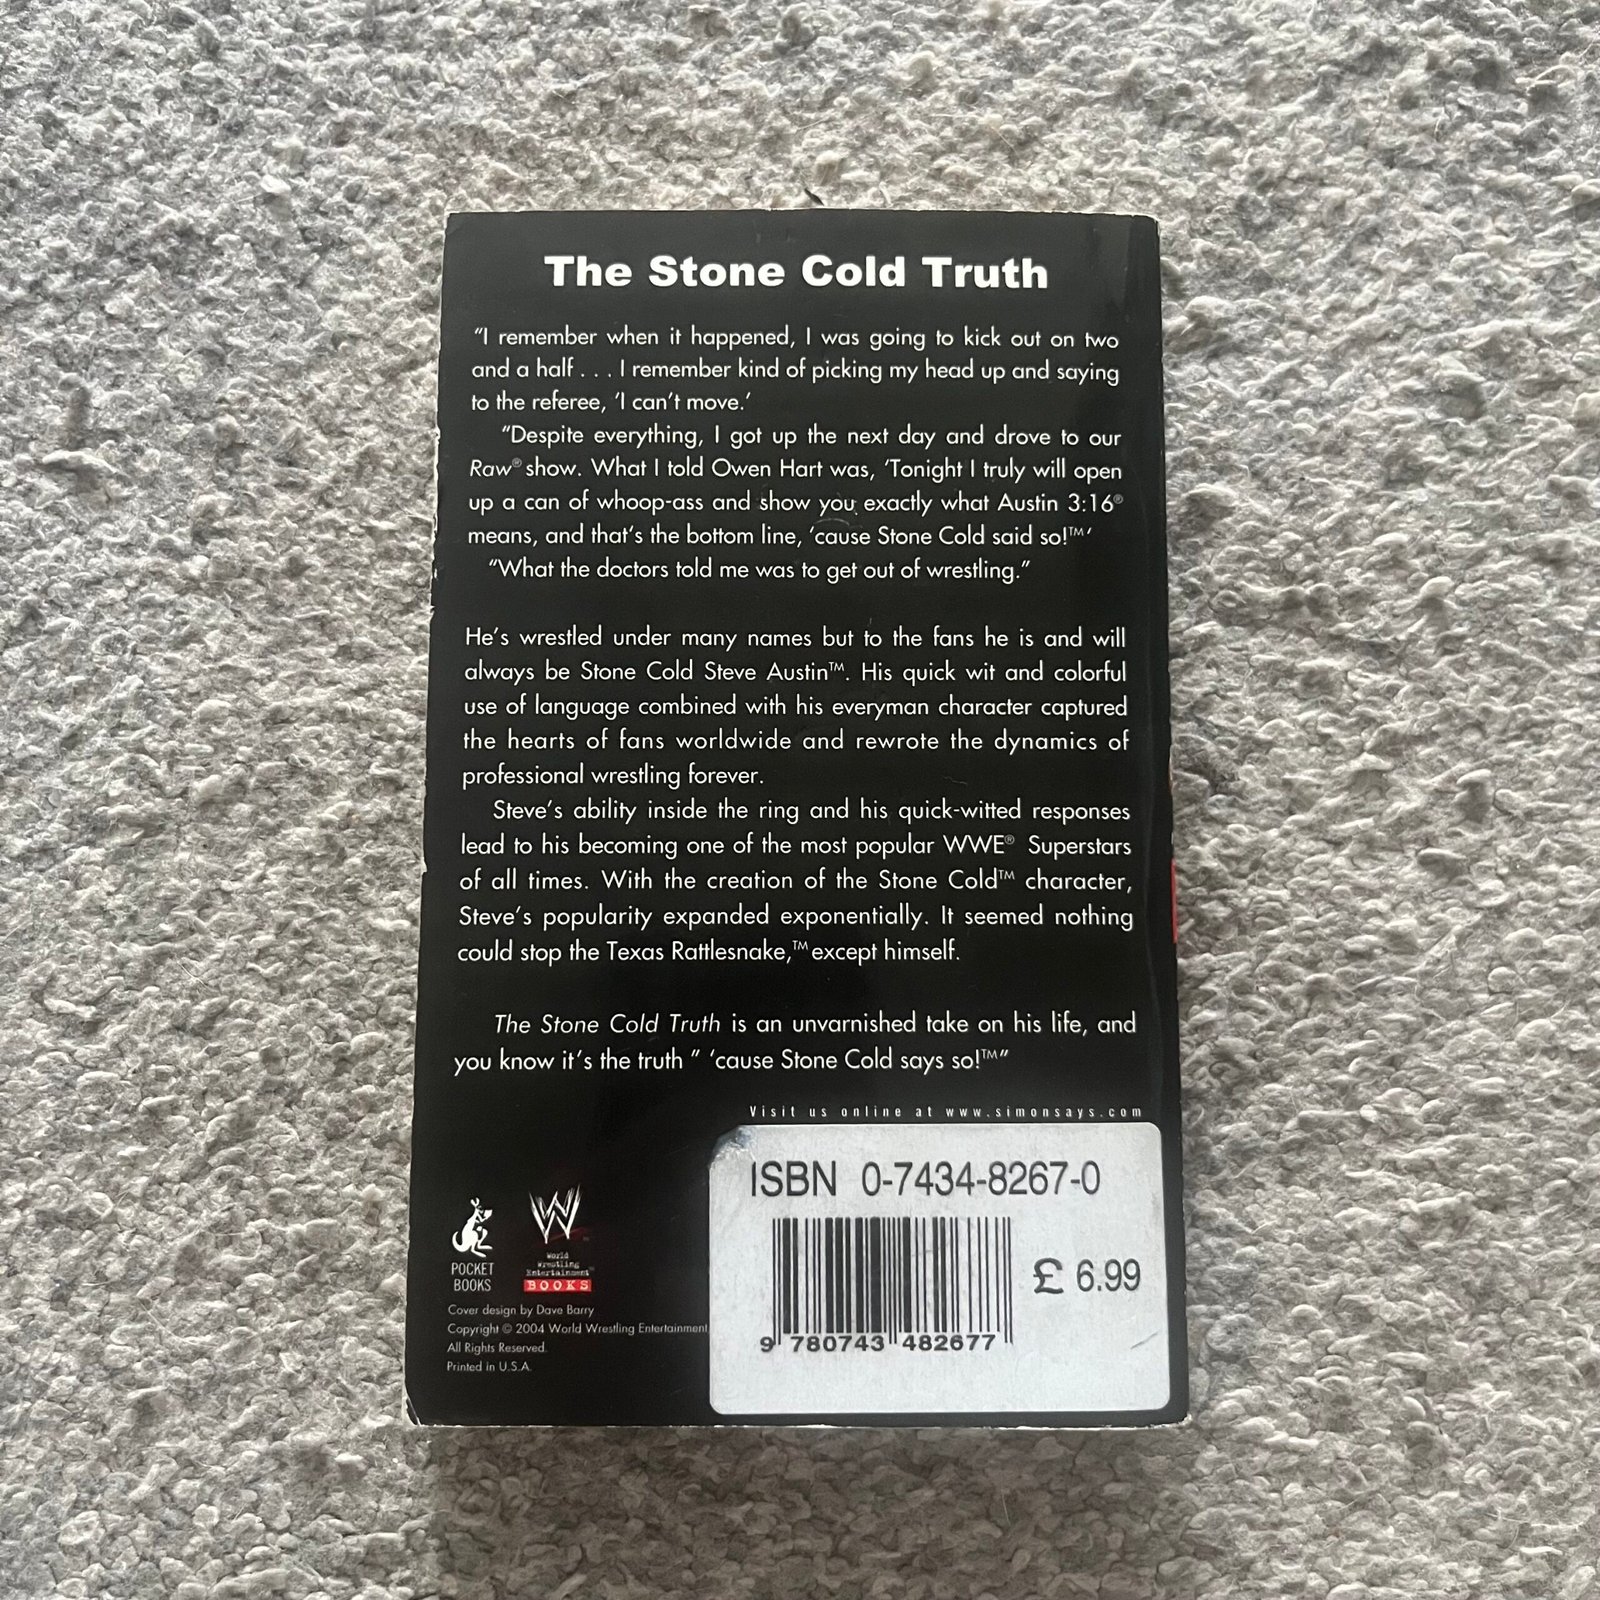 The Stone Cold Truth
"I remember when it happened, I was going to kick out on two
and a half . . . I remember kind of picking my head up and saying
to the referee, 'I can't move.'
"Despite everything, I got up the next day and drove to our
Raw® show. What I told Owen Hart was, 'Tonight I truly will open
up a can of whoop-ass and show you exactly what Austin 3:16®
means, and that's the bottom line, 'cause Stone Cold said so!™'
"What the doctors told me was to get out of wrestling."
He's wrestled under many names but to the fans he is and will
always be Stone Cold Steve Austin™. His quick wit and colorful
use of language combined with his everyman character captured
the hearts of fans worldwide and rewrote the dynamics of
professional wrestling forever.
Steve's ability inside the ring and his quick-witted responses
lead to his becoming one of the most popular WWE® Superstars
of all times. With the creation of the Stone Cold™ character,
Steve's popularity expanded exponentially. It seemed nothing
could stop the Texas Rattlesnake,™ except himself.
The Stone Cold Truth is an unvarnished take on his life, and
you know it's the truth " 'cause Stone Cold says so!™"
Visit us online at www.simonsays.com
ISBN 0-7434-8267-0
£ 6.99
9 780743 482677
POCKET
BOOKS
W
World
Wrestling
Entertainment™
BOOKS
Cover design by Dave Barry
Copyright © 2004 World Wrestling Entertainment
All Rights Reserved.
Printed in U.S.A.